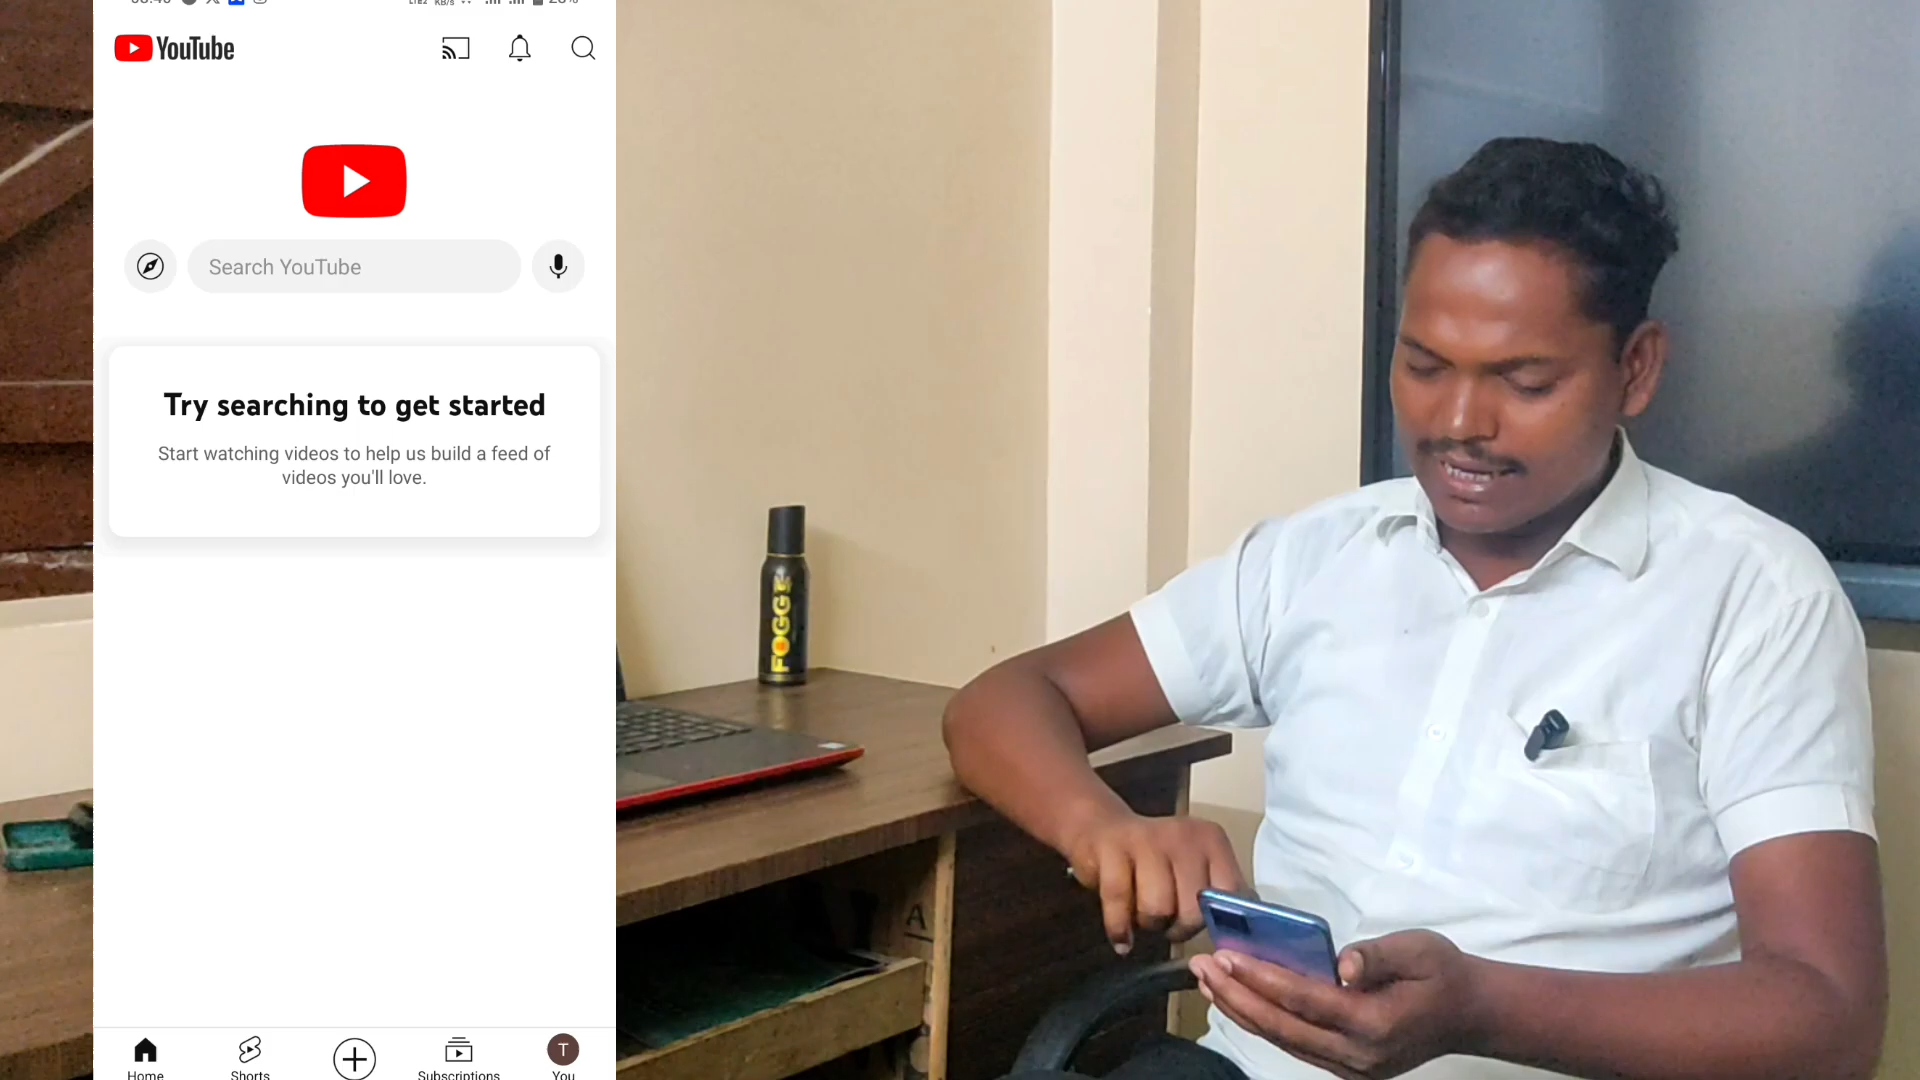 YouTube
Search YouTube
Try searching to get started
Start watching videos to help us build a feed of
videos you'll love.
Home
Shorts
Subscriptions
T
You
FOGG
A